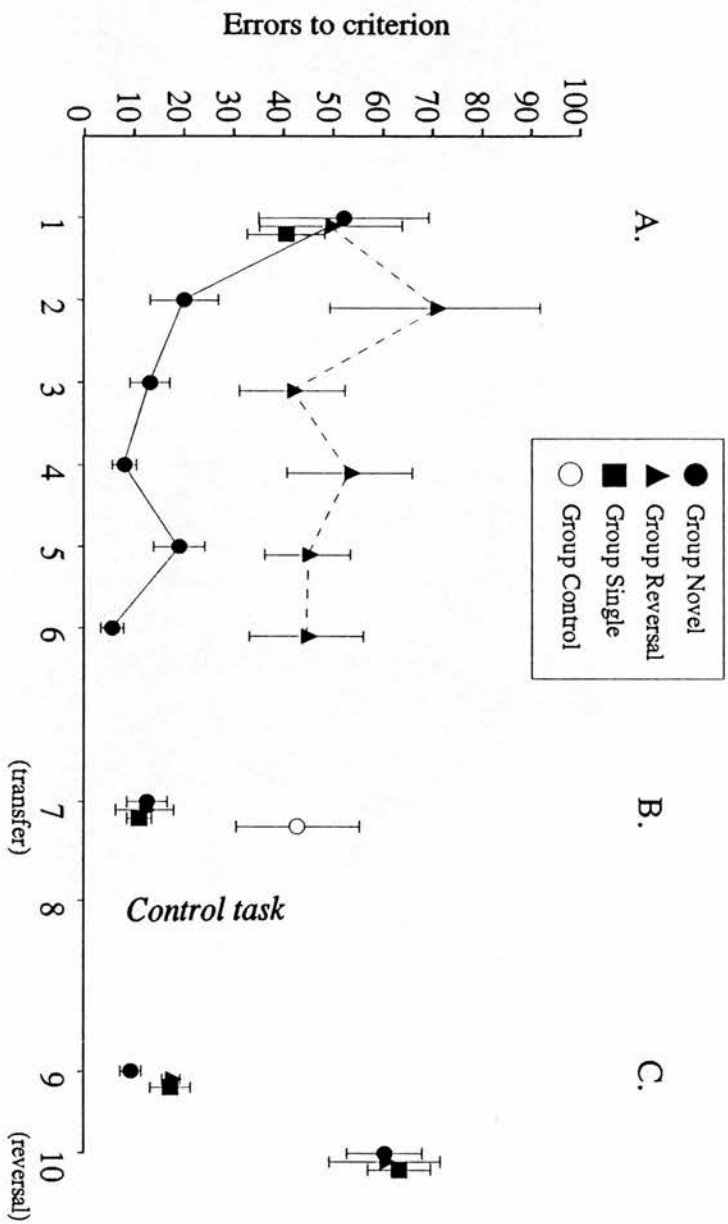 A.
B.
C.
Group Novel
Group Reversal
Group Single
Group Control
Errors to criterion
100
90
80
70
60
50
40
30
20
10
0
Control task
1
2
3
4
5
6
7
8
9
10
(transfer)
(reversal)